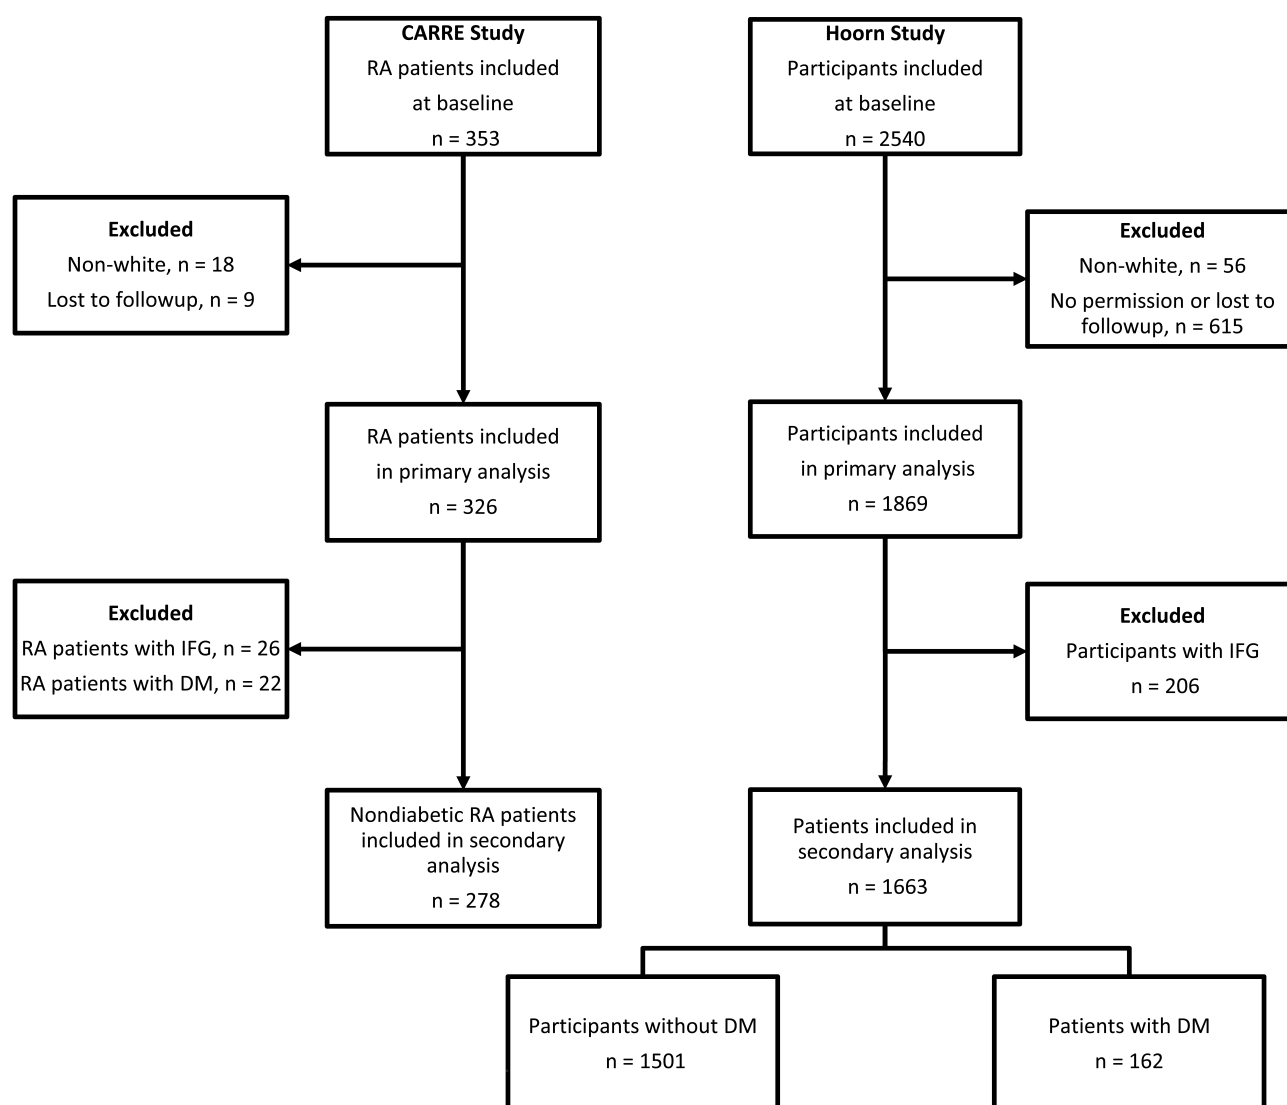 CARRE Study
RA patients included
at baseline
n = 353
Hoorn Study
Participants included
at baseline
n = 2540
Excluded
Non-white, n = 18
Lost to followup, n = 9
Excluded
Non-white, n = 56
No permission or lost to
followup, n = 615
RA patients included
in primary analysis
n = 326
Participants included
in primary analysis
n = 1869
Excluded
RA patients with IFG, n = 26
RA patients with DM, n = 22
Excluded
Participants with IFG
n = 206
Nondiabetic RA patients
included in secondary
analysis
n = 278
Patients included in
secondary analysis
n = 1663
Participants without DM
n = 1501
Patients with DM
n = 162